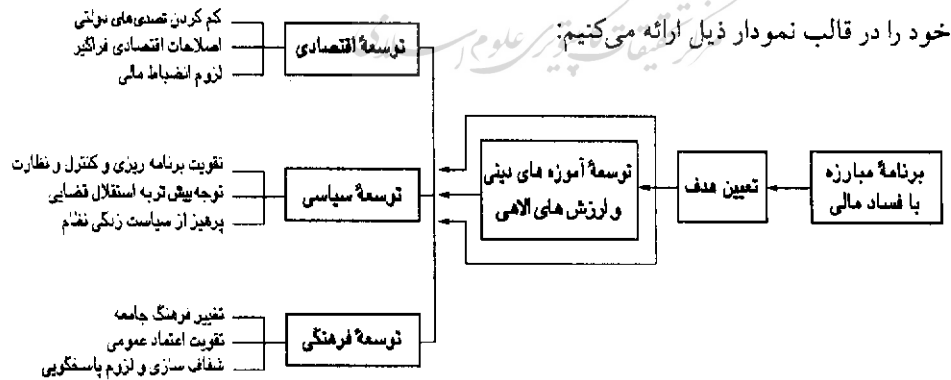 خود را در قالب نمودار ذیل ارائه می‌کنیم:
برنامهٔ مبارزه
با فساد مالی
تعیین هدف
توسعهٔ آموزه های دینی
و ارزش های الاهی
توسعهٔ اقتصادی
کم کردن تصدی‌های دولتی
اصلاحات اقتصادی فراگیر
لزوم انضباط مالی
توسعهٔ سیاسی
تقویت برنامه ریزی و کنترل و نظارت
توجه بیش‌تر به استقلال قضایی
پرهیز از سیاست زدگی نظام
توسعهٔ فرهنگی
تغییر فرهنگ جامعه
تقویت اعتماد عمومی
شفاف سازی و لزوم پاسخگویی